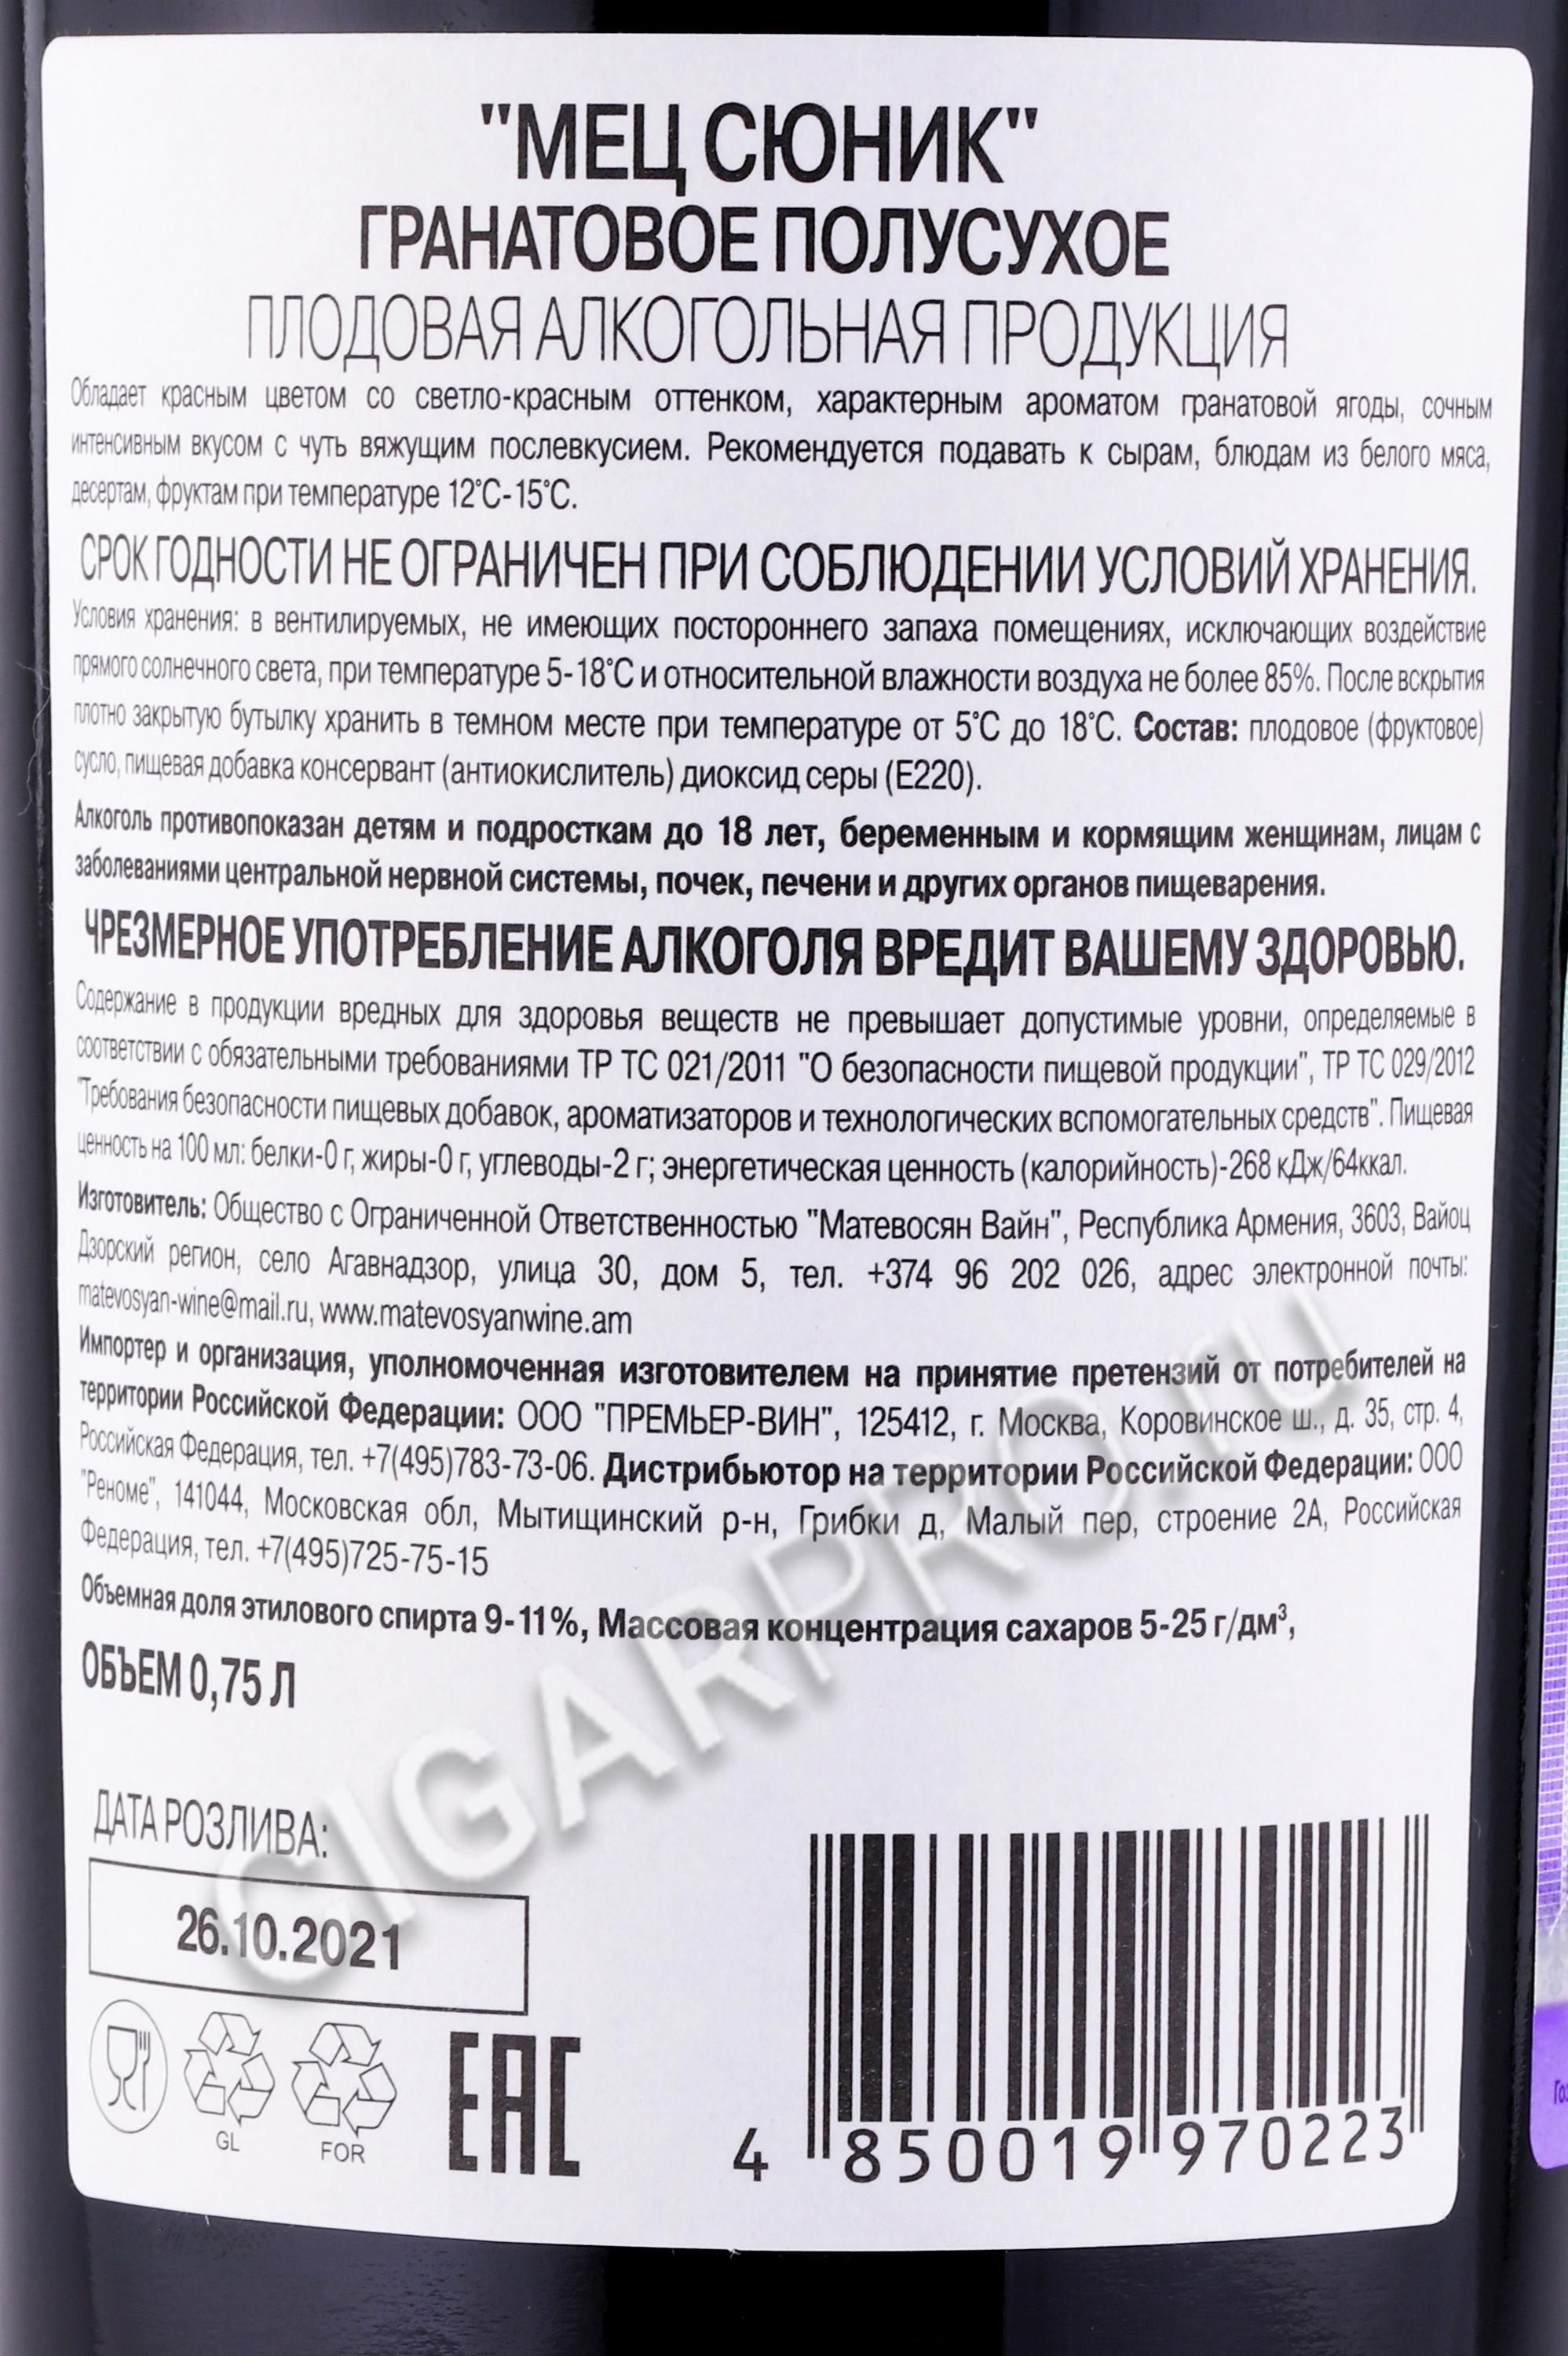 "МЕЦ СЮНИК"
ГРАНАТОВОЕ ПОЛУСУХОЕ
ПЛОДОВАЯ АЛКОГОЛЬНАЯ ПРОДУКЦИЯ
Обладает красным цветом со светло-красным оттенком, характерным ароматом гранатовой ягоды, сочным
интенсивным вкусом с чуть вяжущим послевкусием. Рекомендуется подавать к сырам, блюдам из белого мяса,
десертам, фруктам при температуре 12°С-15°С.
СРОК ГОДНОСТИ НЕ ОГРАНИЧЕН ПРИ СОБЛЮДЕНИИ УСЛОВИЙ ХРАНЕНИЯ.
Условия хранения: в вентилируемых, не имеющих постороннего запаха помещениях, исключающих воздействие
прямого солнечного света, при температуре 5-18°С и относительной влажности воздуха не более 85%. После вскрытия
плотно закрытую бутылку хранить в темном месте при температуре от 5°С до 18°С. Состав: плодовое (фруктовое)
сусло, пищевая добавка консервант (антиокислитель) диоксид серы (Е220).
Алкоголь противопоказан детям и подросткам до 18 лет, беременным и кормящим женщинам, лицам с
заболеваниями центральной нервной системы, почек, печени и других органов пищеварения.
ЧРЕЗМЕРНОЕ УПОТРЕБЛЕНИЕ АЛКОГОЛЯ ВРЕДИТ ВАШЕМУ ЗДОРОВЬЮ.
Содержание в продукции вредных для здоровья веществ не превышает допустимые уровни, определяемые в
соответствии с обязательными требованиями ТР ТС 021/2011 "О безопасности пищевой продукции", ТР ТС 029/2012
"Требования безопасности пищевых добавок, ароматизаторов и технологических вспомогательных средств". Пищевая
ценность на 100 мл: белки-0 г, жиры-0 г, углеводы-2 г; энергетическая ценность (калорийность)-268 кДж/64ккал.
Изготовитель: Общество с Ограниченной Ответственностью "Матевосян Вайн", Республика Армения, 3603, Вайоц
Дзорский регион, село Агавнадзор, улица 30, дом 5, тел. +374 96 202 026, адрес электронной почты:
matevosyan-wine@mail.ru, www.matevosyanwine.am
Импортер и организация, уполномоченная изготовителем на принятие претензий от потребителей на
территории Российской Федерации: ООО "ПРЕМЬЕР-ВИН", 125412, г. Москва, Коровинское ш., д. 35, стр. 4,
Российская Федерация, тел. +7(495)783-73-06. Дистрибьютор на территории Российской Федерации: ООО
"Реноме", 141044, Московская обл, Мытищинский р-н, Грибки д, Малый пер, строение 2А, Российская
Федерация, тел. +7(495)725-75-15
Объемная доля этилового спирта 9-11%, Массовая концентрация сахаров 5-25 г/дм³,
ОБЪЕМ 0,75 Л
ДАТА РОЗЛИВА:
26.10.2021
GL
FOR
EAC
4 850019 970223
CIGARPRO.ru